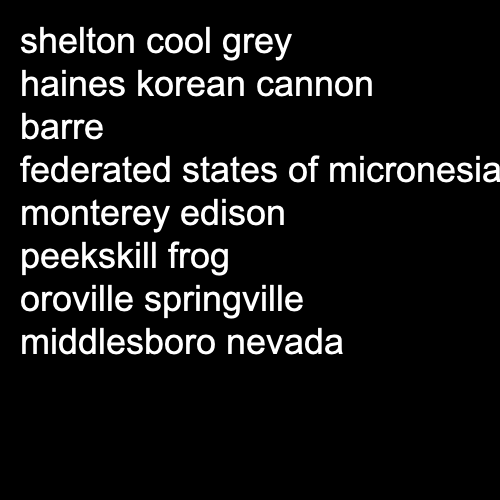 shelton cool grey
haines korean cannon
barre
federated states of micronesia
monterey edison
peekskill frog
oroville springville
middlesboro nevada